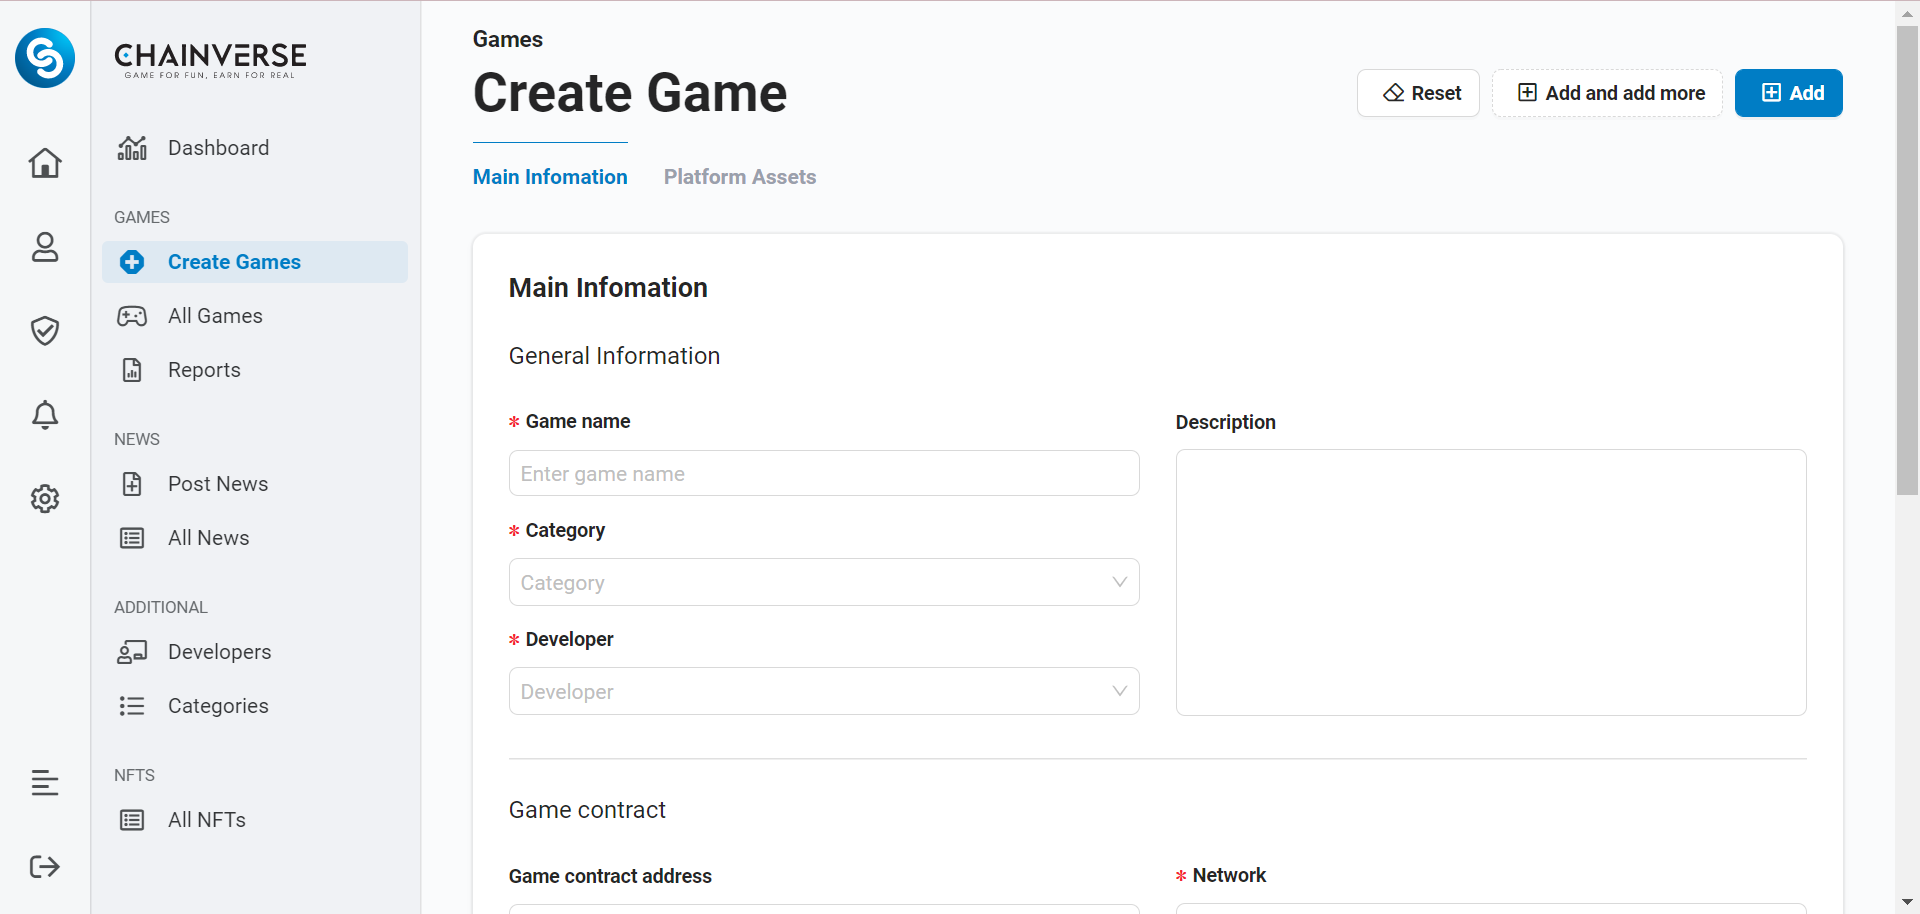 CHAINVERSE
GAME FOR FUN, EARN FOR REAL
Dashboard
GAMES
Create Games
All Games
Reports
NEWS
Post News
All News
ADDITIONAL
Developers
Categories
NFTS
All NFTs
Games
Create Game
Reset
Add and add more
Add
Main Infomation
Platform Assets
Main Infomation
General Information
* Game name
Enter game name
* Category
Category
* Developer
Developer
Description
Game contract
Game contract address
* Network